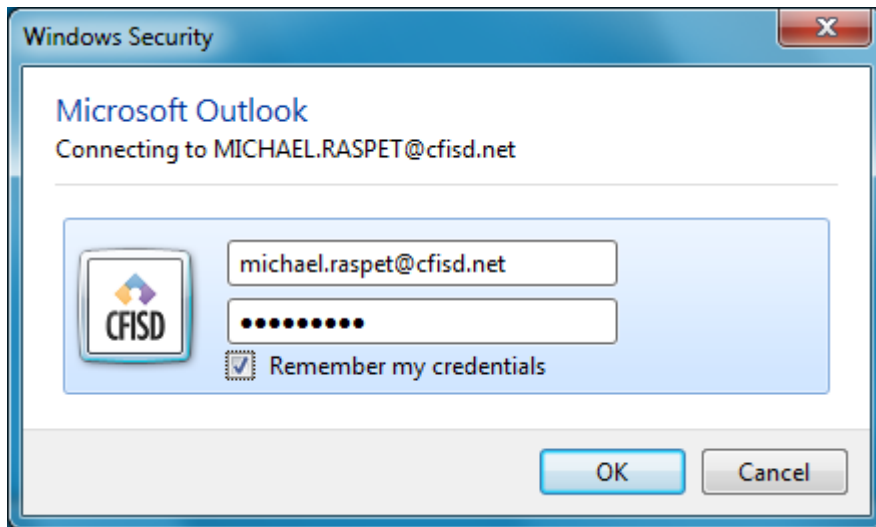 Windows Security
Microsoft Outlook
Connecting to MICHAEL.RASPET@cfisd.net
michael.raspet@cfisd.net
CFISD
●●●●●●●●●
Remember my credentials
OK Cancel